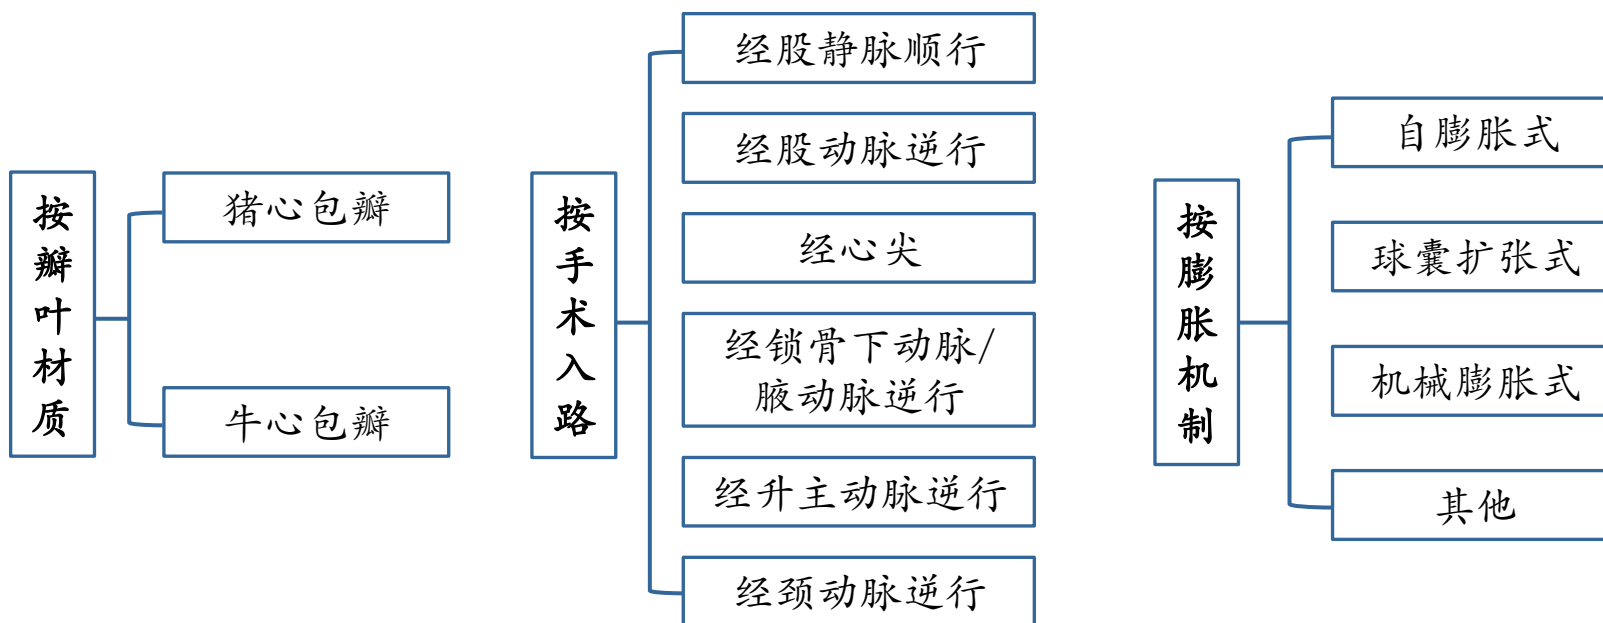 按瓣叶材质
猪心包瓣
牛心包瓣
按手术入路
经股静脉顺行
经股动脉逆行
经心尖
经锁骨下动脉/
腋动脉逆行
经升主动脉逆行
经颈动脉逆行
按膨胀机制
自膨胀式
球囊扩张式
机械膨胀式
其他